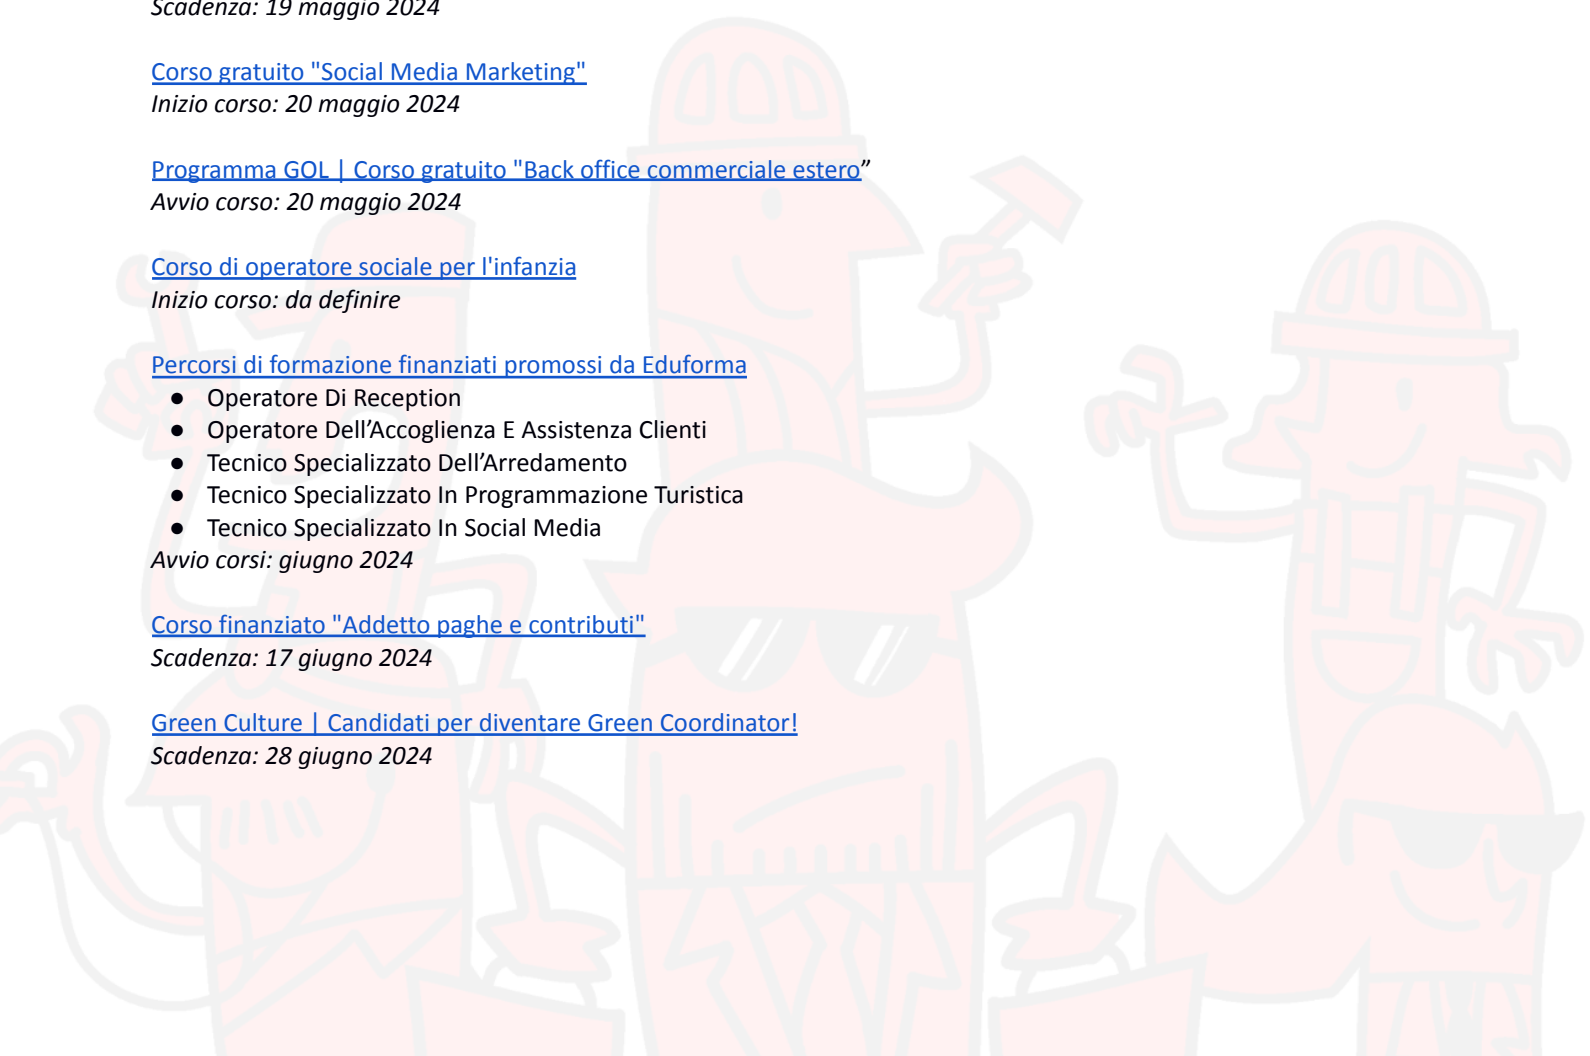 Scadenza: 19 maggio 2024
Corso gratuito "Social Media Marketing"
Inizio corso: 20 maggio 2024
Programma GOL | Corso gratuito "Back office commerciale estero”
Avvio corso: 20 maggio 2024
Corso di operatore sociale per l'infanzia
Inizio corso: da definire
Percorsi di formazione finanziati promossi da Eduforma
● Operatore Di Reception
● Operatore Dell’Accoglienza E Assistenza Clienti
● Tecnico Specializzato Dell’Arredamento
● Tecnico Specializzato In Programmazione Turistica
● Tecnico Specializzato In Social Media
Avvio corsi: giugno 2024
Corso finanziato "Addetto paghe e contributi"
Scadenza: 17 giugno 2024
Green Culture | Candidati per diventare Green Coordinator!
Scadenza: 28 giugno 2024